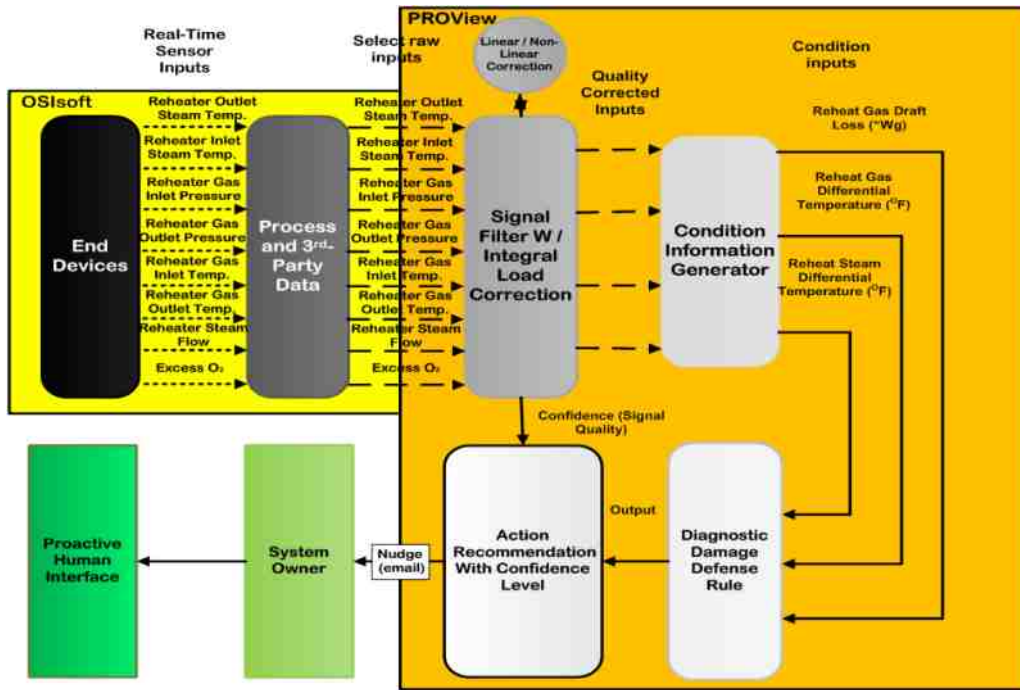 PROView
Real-Time
Sensor
Inputs
Select raw
inputs
Linear / Non-
Linear
Correction
Quality
Corrected
Inputs
Condition
inputs
OSIsoft
End
Devices
Reheater Outlet
Steam Temp.
Reheater Inlet
Steam Temp.
Reheater Gas
Inlet Pressure
Reheater Gas
Outlet Pressure
Reheater Gas
Inlet Temp.
Reheater Gas
Outlet Temp.
Reheater Steam
Flow
Excess O₂
Process
and 3rd-
Party
Data
Reheater Outlet
Steam Temp.
Reheater Inlet
Steam Temp.
Reheater Gas
Inlet Pressure
Reheater Gas
Outlet Pressure
Reheater Gas
Inlet Temp.
Reheater Gas
Outlet Temp.
Reheater Steam
Flow
Excess O₂
Signal
Filter W /
Integral
Load
Correction
Condition
Information
Generator
Reheat Gas Draft
Loss ("Wg)
Reheat Gas
Differential
Temperature (ᴼF)
Reheat Steam
Differential
Temperature (ᴼF)
Confidence (Signal
Quality)
Proactive
Human
Interface
System
Owner
Nudge
(email)
Action
Recommendation
With Confidence
Level
Output
Diagnostic
Damage
Defense
Rule